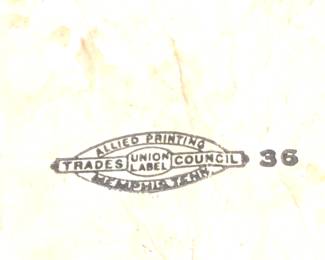 ALLIED PRINTING
TRADES UNION LABEL COUNCIL 36
MEMPHIS TENN.